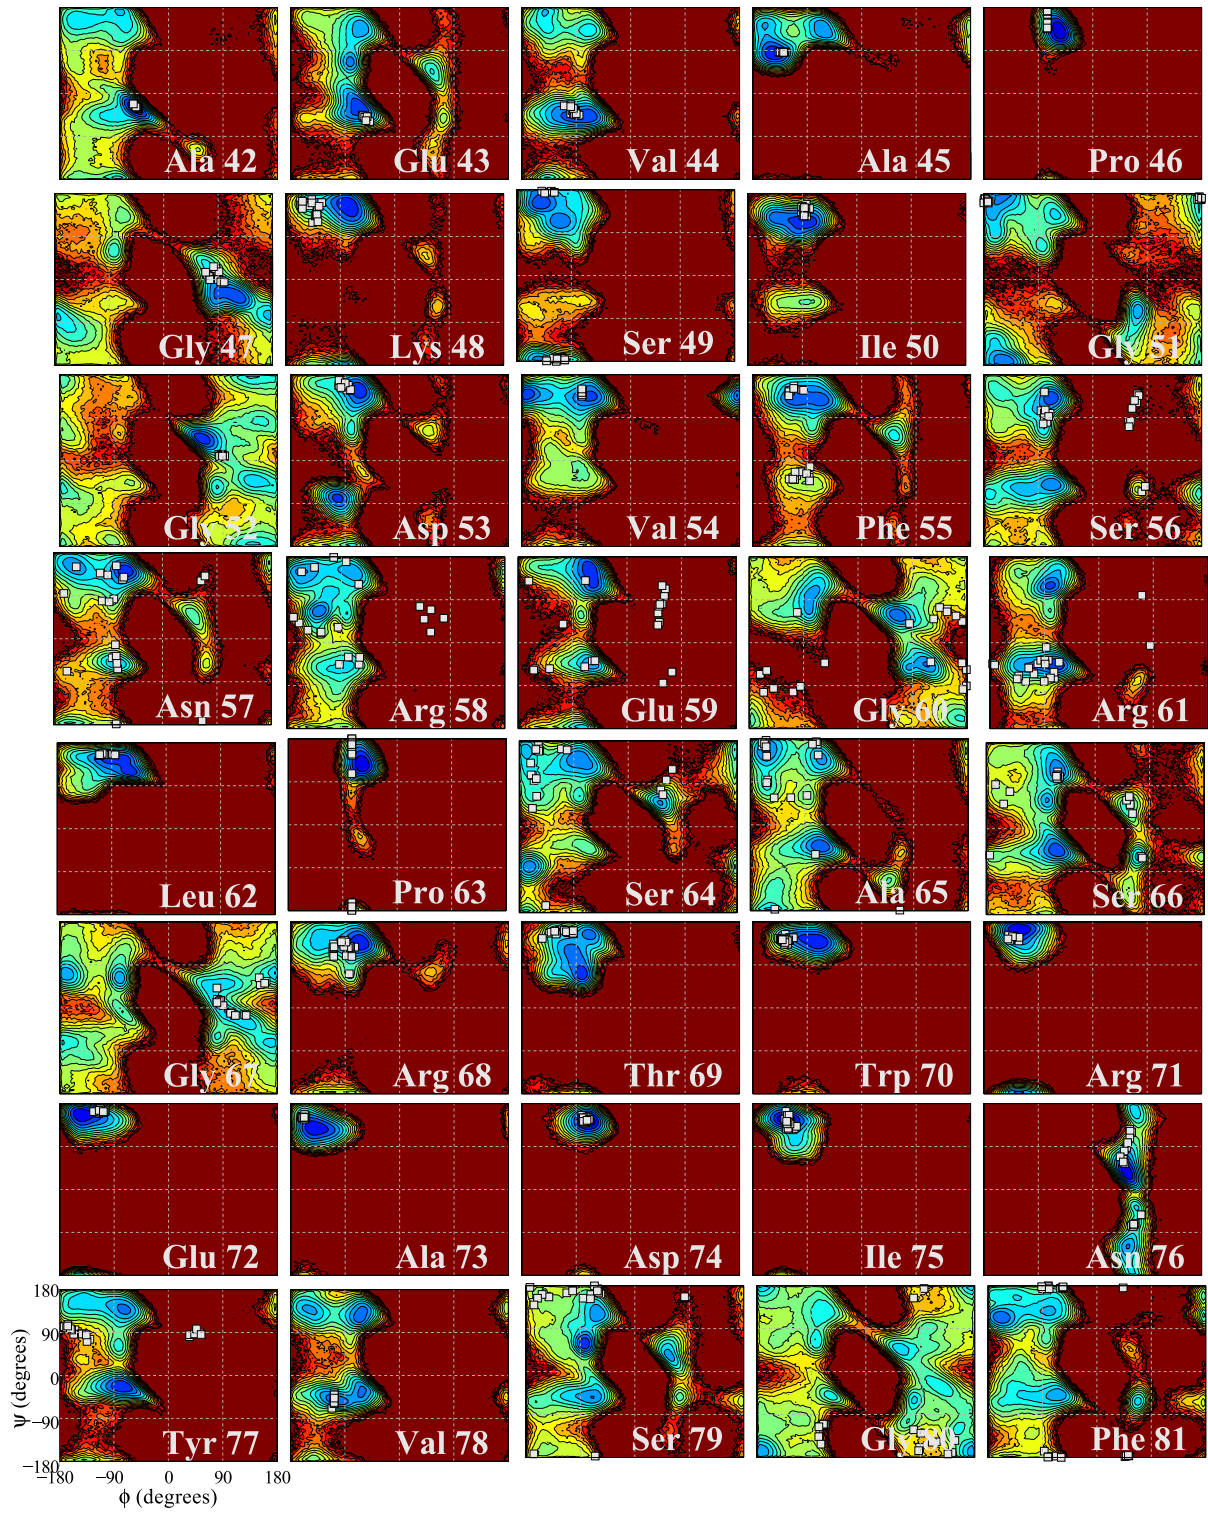 Ala 42 Glu 43 Val 44 Ala 45 Pro 46
Gly 47 Lys 48 Ser 49 Ile 50 Gly 51
Gly 52 Asp 53 Val 54 Phe 55 Ser 56
Asn 57 Arg 58 Glu 59 Gly 60 Arg 61
Leu 62 Pro 63 Ser 64 Ala 65 Ser 66
Gly 67 Arg 68 Thr 69 Trp 70 Arg 71
Glu 72 Ala 73 Asp 74 Ile 75 Asn 76
Tyr 77 Val 78 Ser 79 Gly 80 Phe 81
180
90
0
−90
−180
ψ (degrees)
−180 −90 0 90 180
ϕ (degrees)